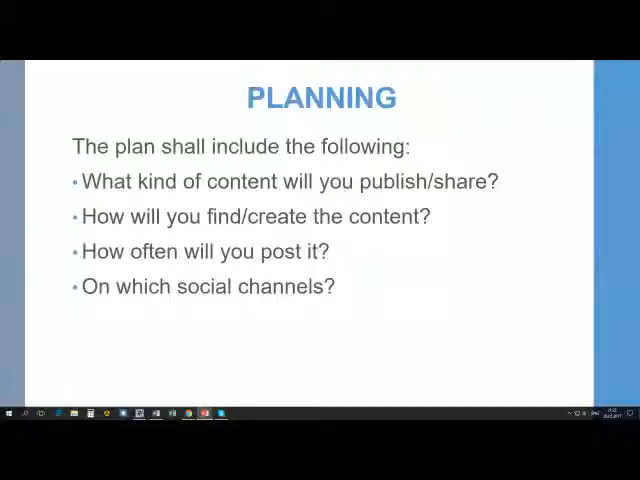 PLANNING
The plan shall include the following:
• What kind of content will you publish/share?
• How will you find/create the content?
• How often will you post it?
• On which social channels?